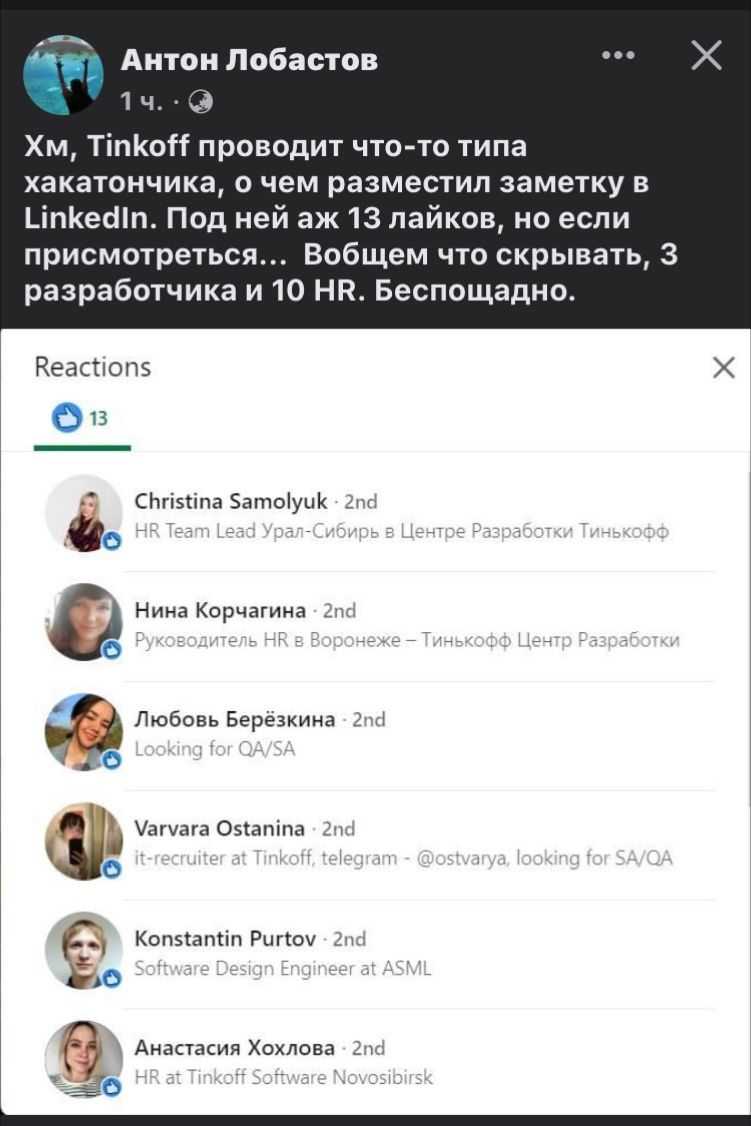 Антон Лобастов
1 ч. ·
Хм, Tinkoff проводит что-то типа
хакатончика, о чем разместил заметку в
LinkedIn. Под ней аж 13 лайков, но если
присмотреться... Вобщем что скрывать, 3
разработчика и 10 HR. Беспощадно.
Reactions
13
Christina Samolyuk · 2nd
HR Team Lead Урал-Сибирь в Центре Разработки Тинькофф
Нина Корчагина · 2nd
Руководитель HR в Воронеже – Тинькофф Центр Разработки
Любовь Берёзкина · 2nd
Looking for QA/SA
Varvara Ostanina · 2nd
it-recruiter at Tinkoff, telegram - @ostvarya, looking for SA/QA
Konstantin Purtov · 2nd
Software Design Engineer at ASML
Анастасия Хохлова · 2nd
HR at Tinkoff Software Novosibirsk